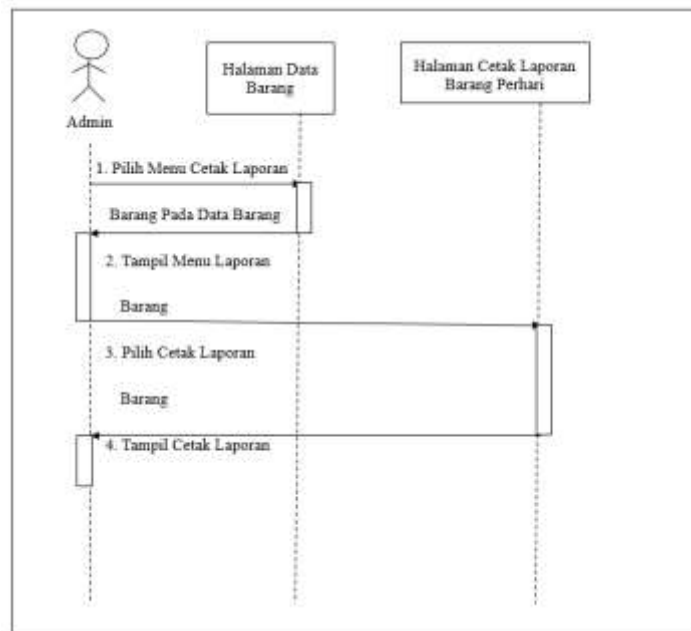 Halaman Data
Barang
Halaman Cetak Laporan
Barang Perhari
Admin
1. Pilih Menu Cetak Laporan
Barang Pada Data Barang
2. Tampil Menu Laporan
Barang
3. Pilih Cetak Laporan
Barang
4. Tampil Cetak Laporan